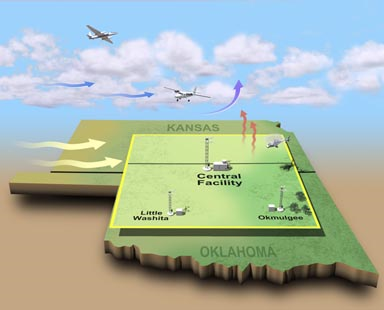 KANSAS
Central
Facility
Little
Washita
Okmulgee
OKLAHOMA